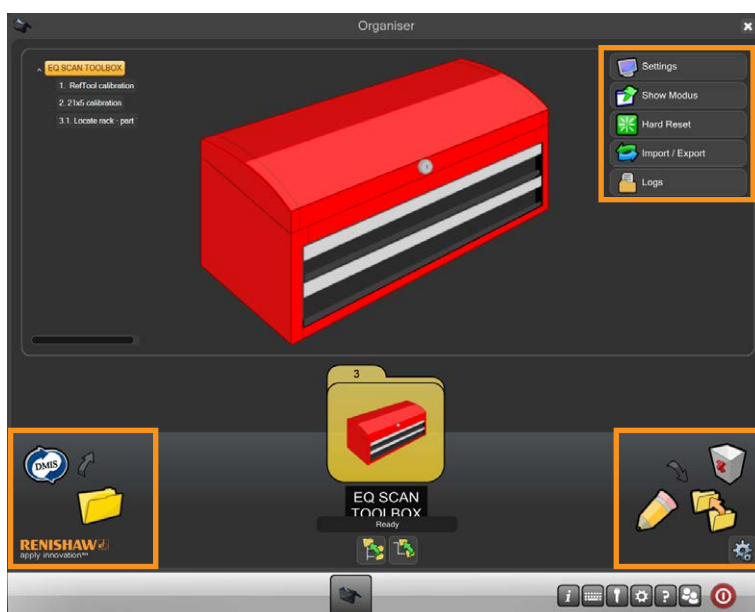 Organiser
EQ SCAN TOOLBOX
1. RefTool calibration
2. 21x5 calibration
3.1. Locate rack - part
Settings
Show Modus
Hard Reset
Import / Export
Logs
3
DMIS
EQ SCAN
TOOLBOX
Ready
RENISHAW
apply innovation™